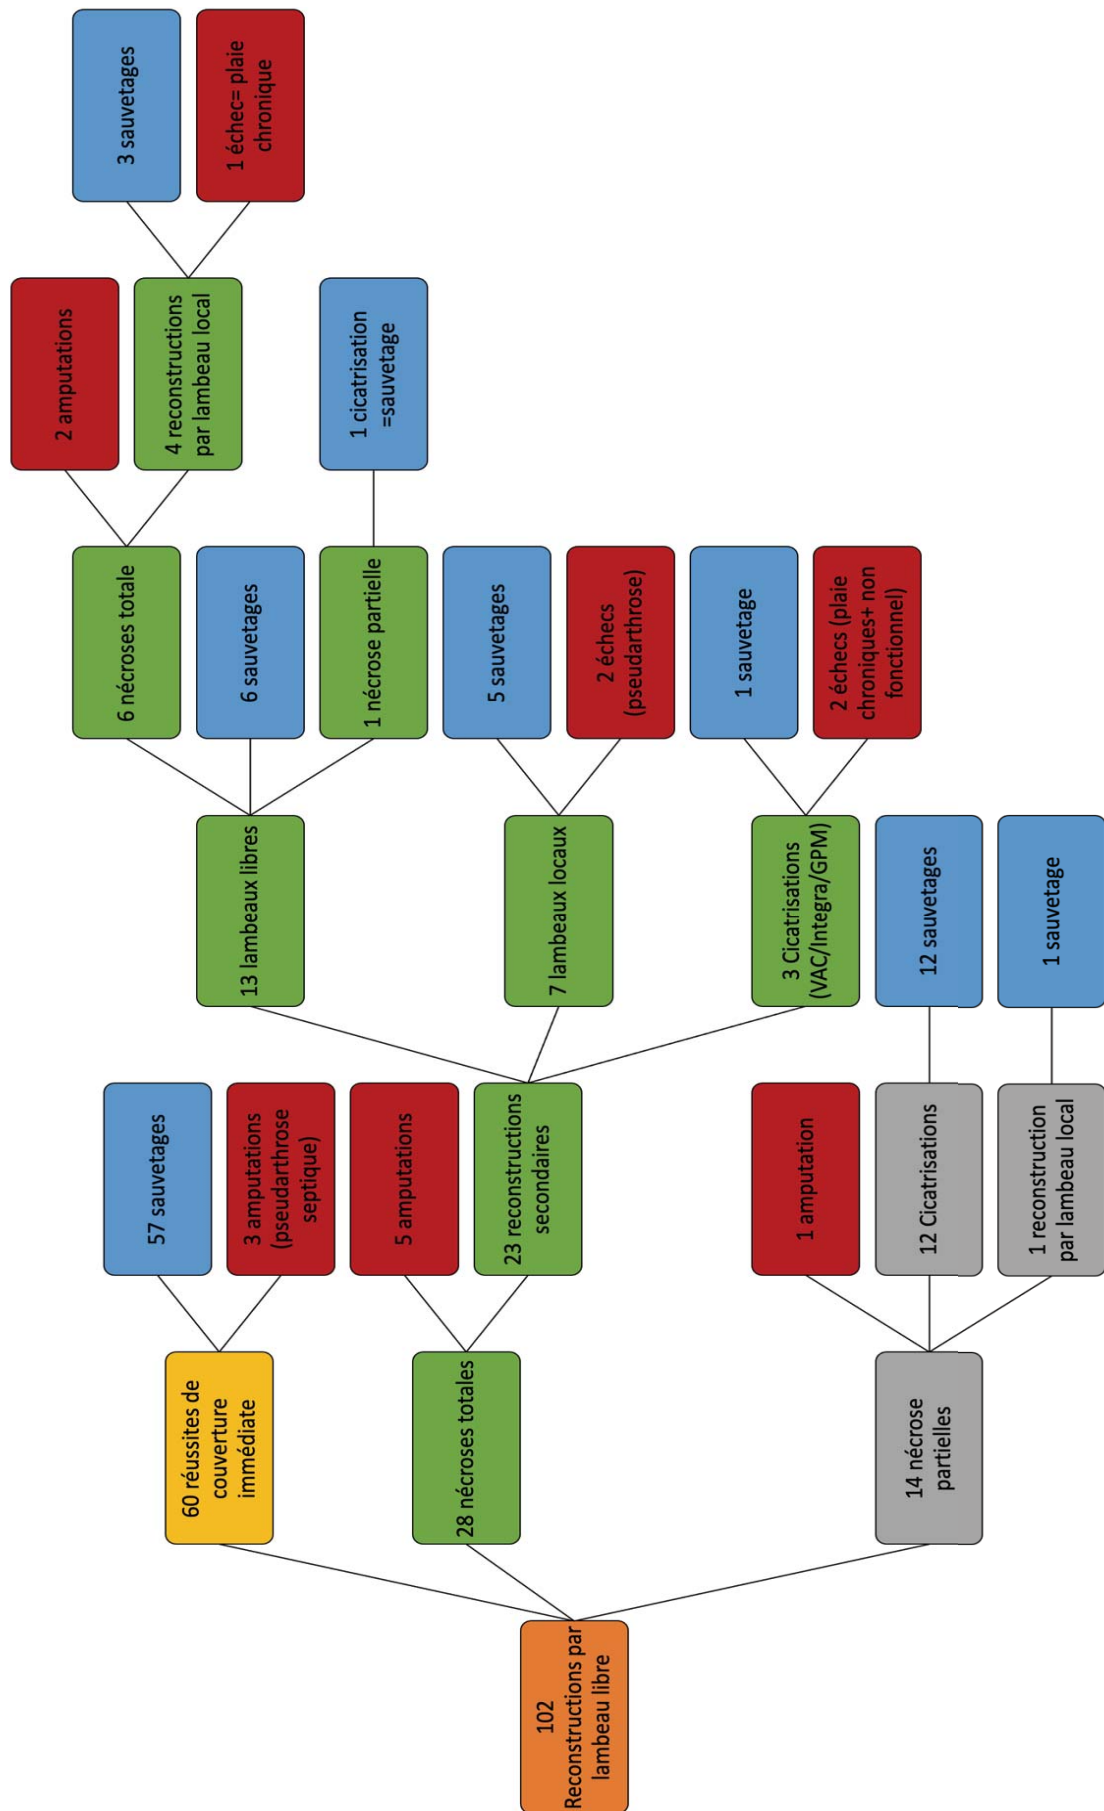 102
Reconstructions par
lambeau libre
60 réussites de
couverture
immédiate
28 nécroses totales
14 nécrose
partielles
57 sauvetages
3 amputations
(pseudarthrose
septique)
5 amputations
23 reconstructions
secondaires
1 amputation
12 Cicatrisations
1 reconstruction
par lambeau local
13 lambeaux libres
7 lambeaux locaux
3 Cicatrisations
(VAC/Integra/GPM)
12 sauvetages
1 sauvetage
6 nécroses totale
6 sauvetages
1 nécrose partielle
5 sauvetages
2 échecs
(pseudarthrose)
1 sauvetage
2 échecs (plaie
chroniques+ non
fonctionnel)
2 amputations
4 reconstructions
par lambeau local
1 cicatrisation
=sauvetage
3 sauvetages
1 échec= plaie
chronique